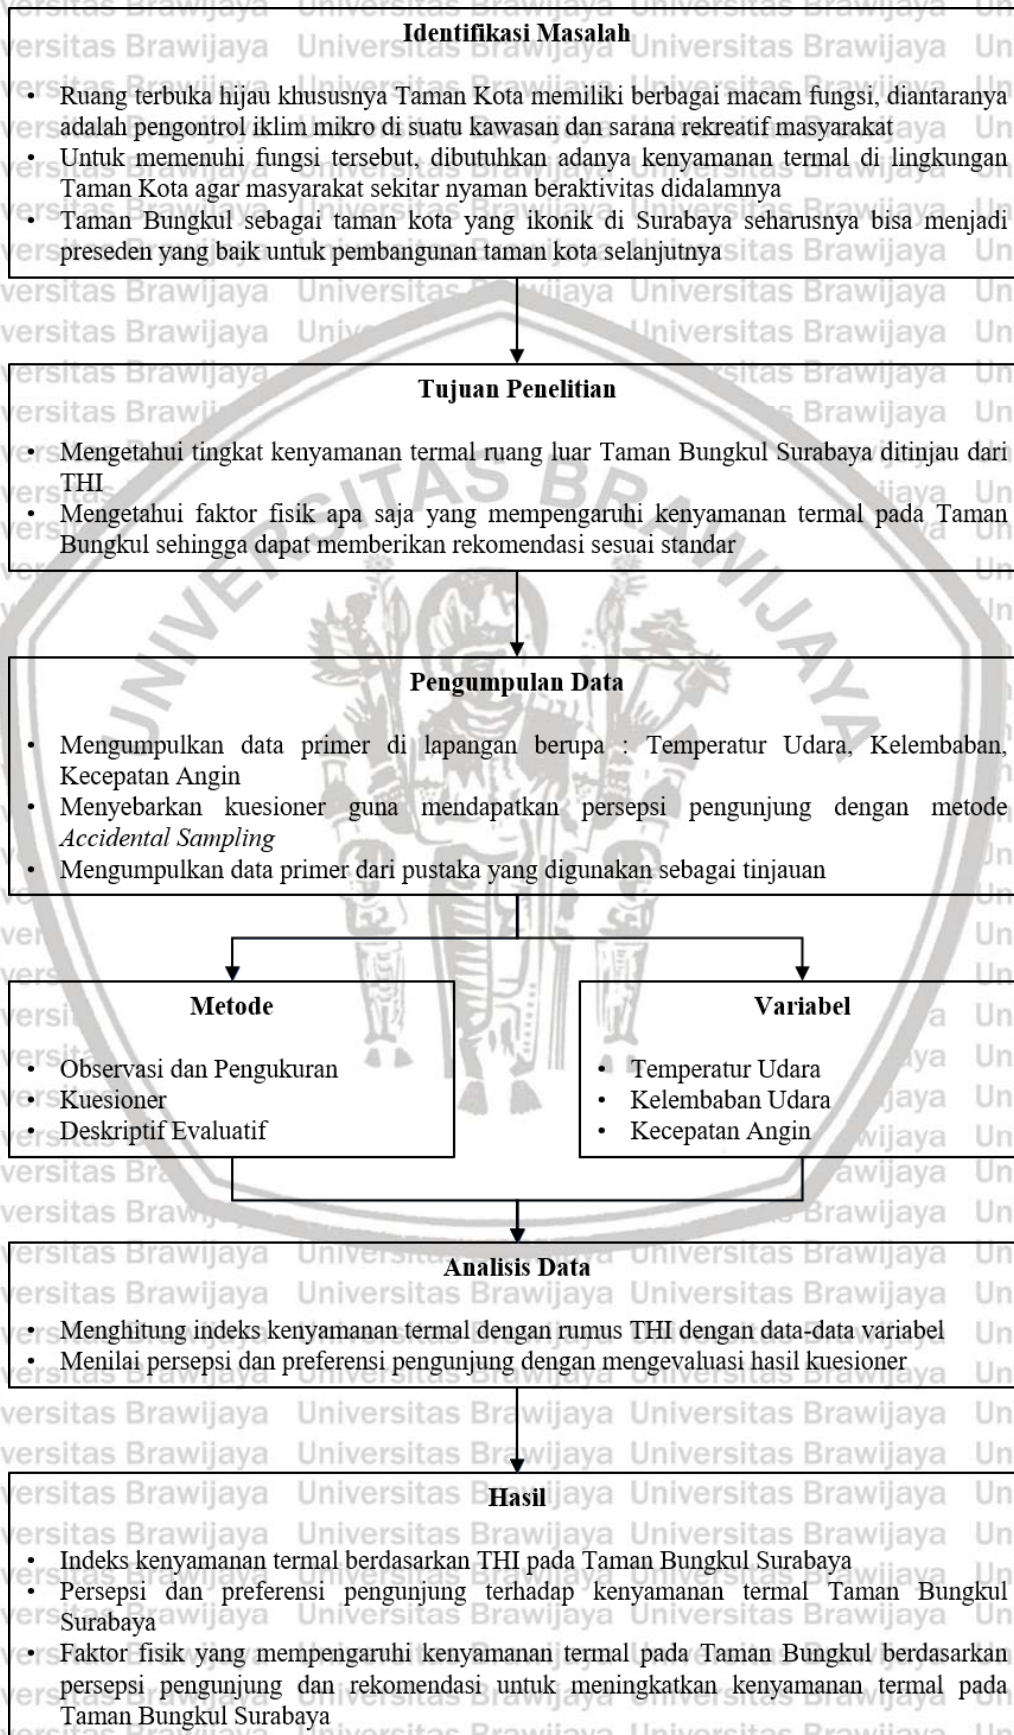 Identifikasi Masalah
• Ruang terbuka hijau khususnya Taman Kota memiliki berbagai macam fungsi, diantaranya
adalah pengontrol iklim mikro di suatu kawasan dan sarana rekreatif masyarakat
• Untuk memenuhi fungsi tersebut, dibutuhkan adanya kenyamanan termal di lingkungan
Taman Kota agar masyarakat sekitar nyaman beraktivitas didalamnya
• Taman Bungkul sebagai taman kota yang ikonik di Surabaya seharusnya bisa menjadi
preseden yang baik untuk pembangunan taman kota selanjutnya
Tujuan Penelitian
• Mengetahui tingkat kenyamanan termal ruang luar Taman Bungkul Surabaya ditinjau dari
THI
• Mengetahui faktor fisik apa saja yang mempengaruhi kenyamanan termal pada Taman
Bungkul sehingga dapat memberikan rekomendasi sesuai standar
UNIVERSITAS BRAWIJAYA
Pengumpulan Data
• Mengumpulkan data primer di lapangan berupa : Temperatur Udara, Kelembaban,
Kecepatan Angin
• Menyebarkan kuesioner guna mendapatkan persepsi pengunjung dengan metode
Accidental Sampling
• Mengumpulkan data primer dari pustaka yang digunakan sebagai tinjauan
Metode
• Observasi dan Pengukuran
• Kuesioner
• Deskriptif Evaluatif
Variabel
• Temperatur Udara
• Kelembaban Udara
• Kecepatan Angin
Analisis Data
• Menghitung indeks kenyamanan termal dengan rumus THI dengan data-data variabel
• Menilai persepsi dan preferensi pengunjung dengan mengevaluasi hasil kuesioner
Hasil
• Indeks kenyamanan termal berdasarkan THI pada Taman Bungkul Surabaya
• Persepsi dan preferensi pengunjung terhadap kenyamanan termal Taman Bungkul
Surabaya
• Faktor fisik yang mempengaruhi kenyamanan termal pada Taman Bungkul berdasarkan
persepsi pengunjung dan rekomendasi untuk meningkatkan kenyamanan termal pada
Taman Bungkul Surabaya